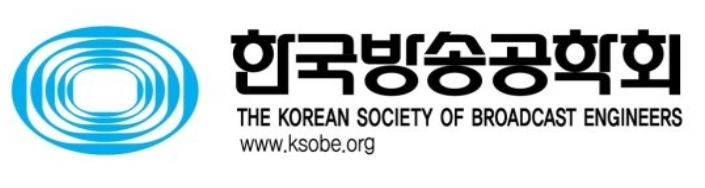 한국방송공학회
THE KOREAN SOCIETY OF BROADCAST ENGINEERS
www.ksobe.org